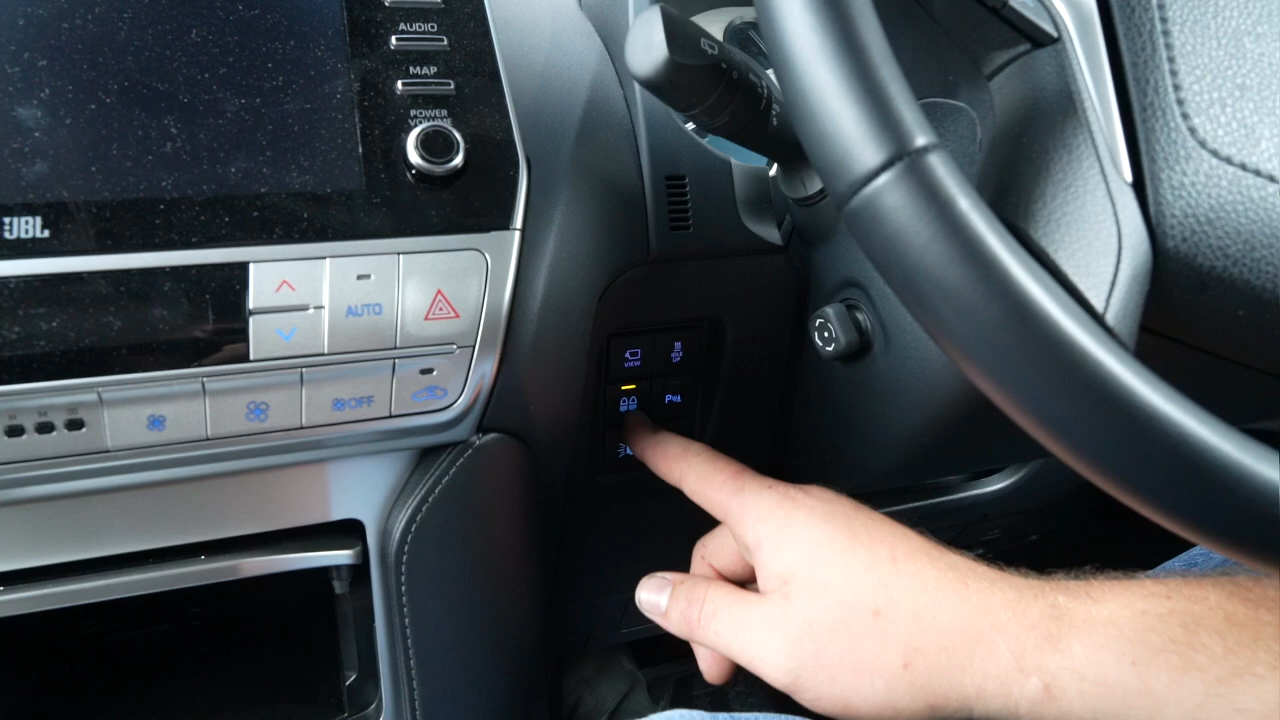 AUDIO
MAP
POWER
VOLUME
JBL
AUTO
OFF
H M
VIEW
IDLE
UP
P